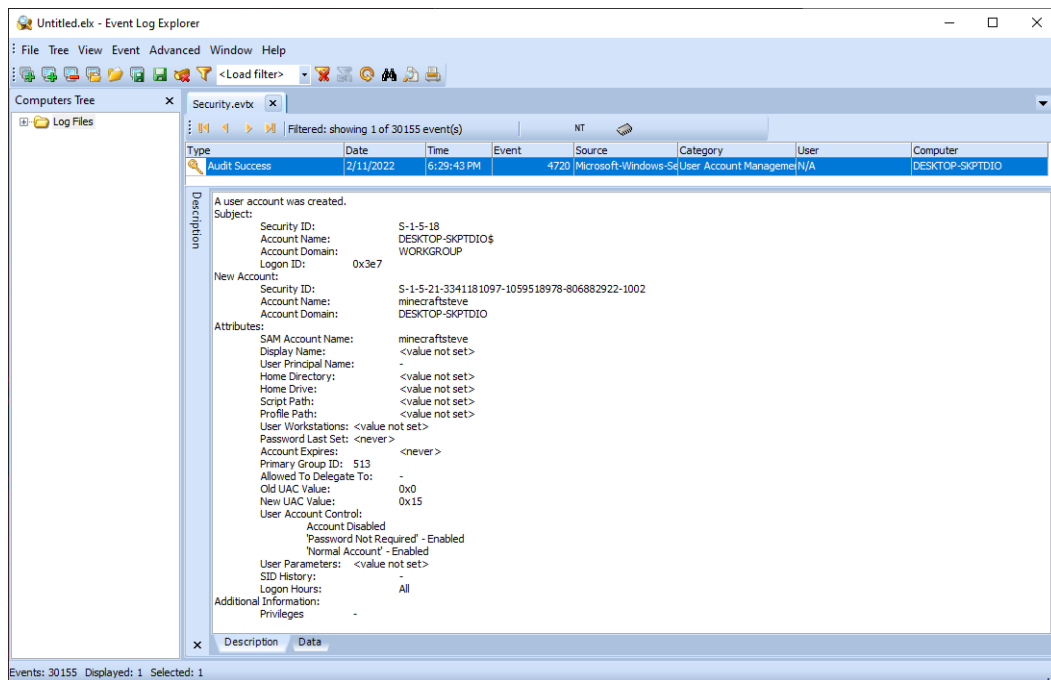 Untitled.elx - Event Log Explorer
File Tree View Event Advanced Window Help
<Load filter>
Computers Tree
Log Files
Security.evtx
Filtered: showing 1 of 30155 event(s) NT
Type Date Time Event Source Category User Computer
Audit Success 2/11/2022 6:29:43 PM 4720 Microsoft-Windows-Se User Account Managemer N/A DESKTOP-SKPTDIO
Description
A user account was created.
Subject:
Security ID: S-1-5-18
Account Name: DESKTOP-SKPTDIO$
Account Domain: WORKGROUP
Logon ID: 0x3e7
New Account:
Security ID: S-1-5-21-3341181097-1059518978-806882922-1002
Account Name: minecraftsteve
Account Domain: DESKTOP-SKPTDIO
Attributes:
SAM Account Name: minecraftsteve
Display Name: <value not set>
User Principal Name: -
Home Directory: <value not set>
Home Drive: <value not set>
Script Path: <value not set>
Profile Path: <value not set>
User Workstations: <value not set>
Password Last Set: <never>
Account Expires: <never>
Primary Group ID: 513
Allowed To Delegate To: -
Old UAC Value: 0x0
New UAC Value: 0x15
User Account Control:
Account Disabled
'Password Not Required' - Enabled
'Normal Account' - Enabled
User Parameters: <value not set>
SID History: -
Logon Hours: All
Additional Information:
Privileges -
Description Data
Events: 30155 Displayed: 1 Selected: 1